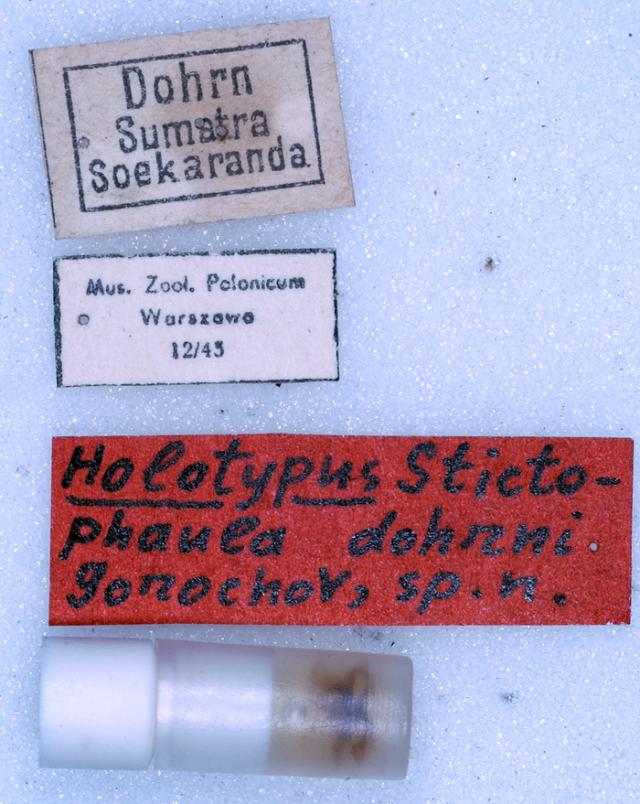 Dohrn
Sumatra
Soekaranda
Mus. Zool. Polonicum
Warszawa
12/45
Holotypus Sticto-
phaula dohrni
gorochov, sp. n.